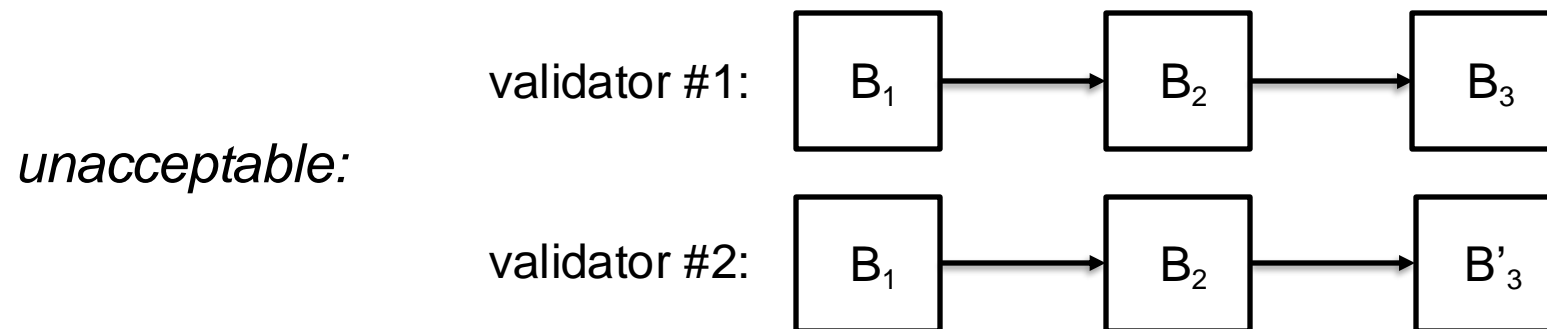 validator #1: B₁ B₂ B₃
unacceptable:
validator #2: B₁ B₂ B’₃